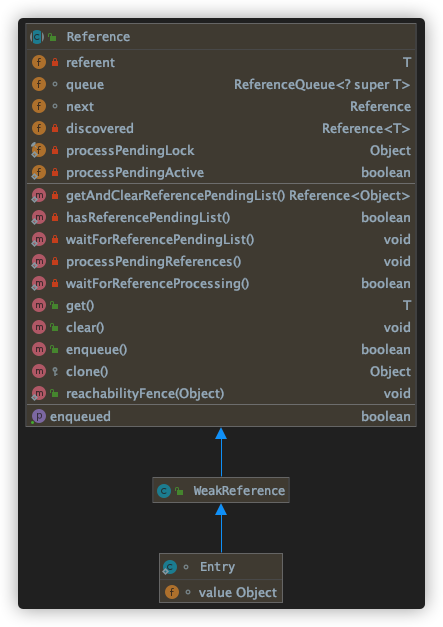 Reference
referent T
queue ReferenceQueue<? super T>
next Reference
discovered Reference<T>
processPendingLock Object
processPendingActive boolean
getAndClearReferencePendingList() Reference<Object>
hasReferencePendingList() boolean
waitForReferencePendingList() void
processPendingReferences() void
waitForReferenceProcessing() boolean
get() T
clear() void
enqueue() boolean
clone() Object
reachabilityFence(Object) void
enqueued boolean
WeakReference
Entry
value Object